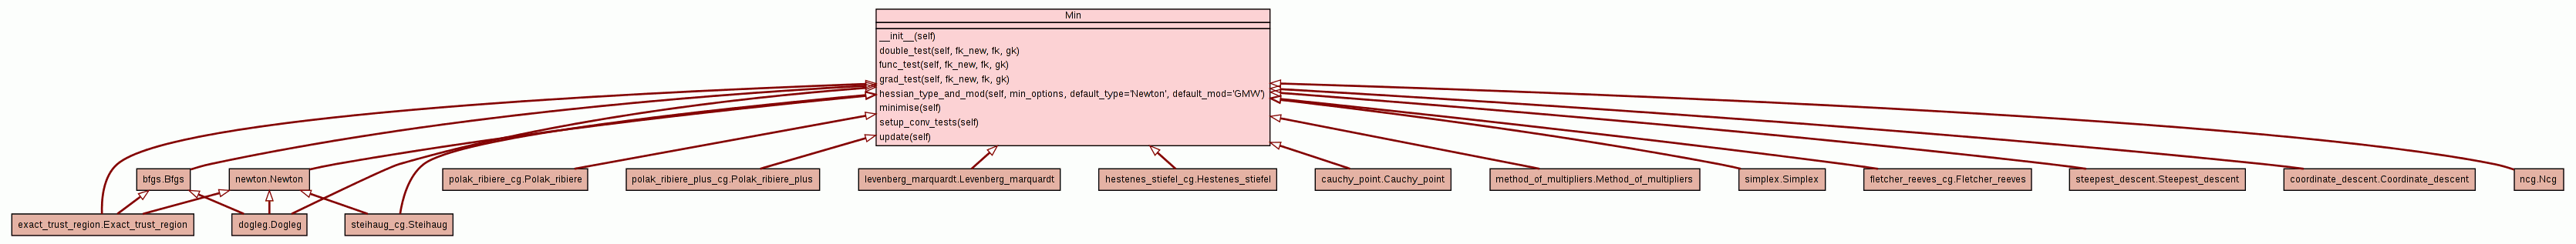 Min
__init__(self)
double_test(self, fk_new, fk, gk)
func_test(self, fk_new, fk, gk)
grad_test(self, fk_new, fk, gk)
hessian_type_and_mod(self, min_options, default_type='Newton', default_mod='GMW')
minimise(self)
setup_conv_tests(self)
update(self)
bfgs.Bfgs
newton.Newton
polak_ribiere_cg.Polak_ribiere
polak_ribiere_plus_cg.Polak_ribiere_plus
levenberg_marquardt.Levenberg_marquardt
hestenes_stiefel_cg.Hestenes_stiefel
cauchy_point.Cauchy_point
method_of_multipliers.Method_of_multipliers
simplex.Simplex
fletcher_reeves_cg.Fletcher_reeves
steepest_descent.Steepest_descent
coordinate_descent.Coordinate_descent
ncg.Ncg
exact_trust_region.Exact_trust_region
dogleg.Dogleg
steihaug_cg.Steihaug